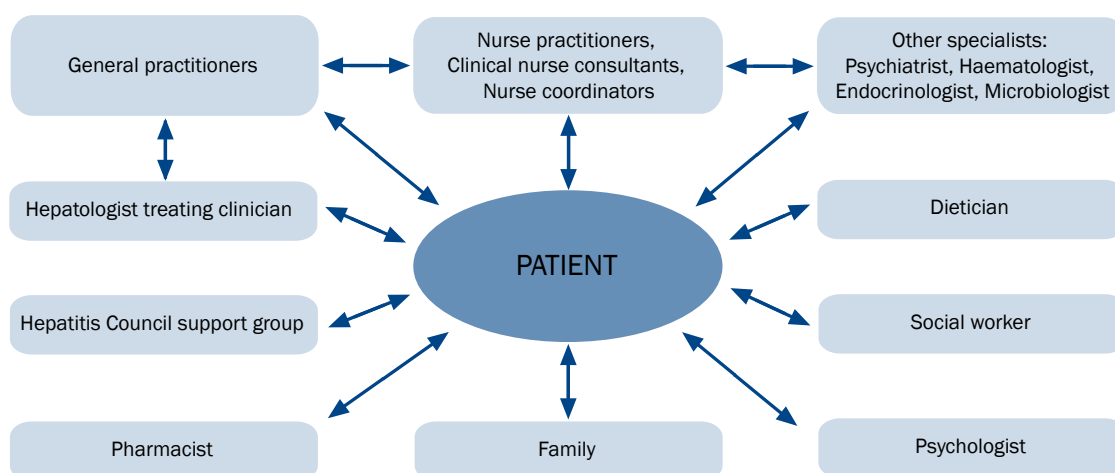 General practitioners
Nurse practitioners,
Clinical nurse consultants,
Nurse coordinators
Other specialists:
Psychiatrist, Haematologist,
Endocrinologist, Microbiologist
Hepatologist treating clinician
Dietician
PATIENT
Hepatitis Council support group
Social worker
Pharmacist
Family
Psychologist